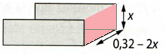 x
0,32 – 2x